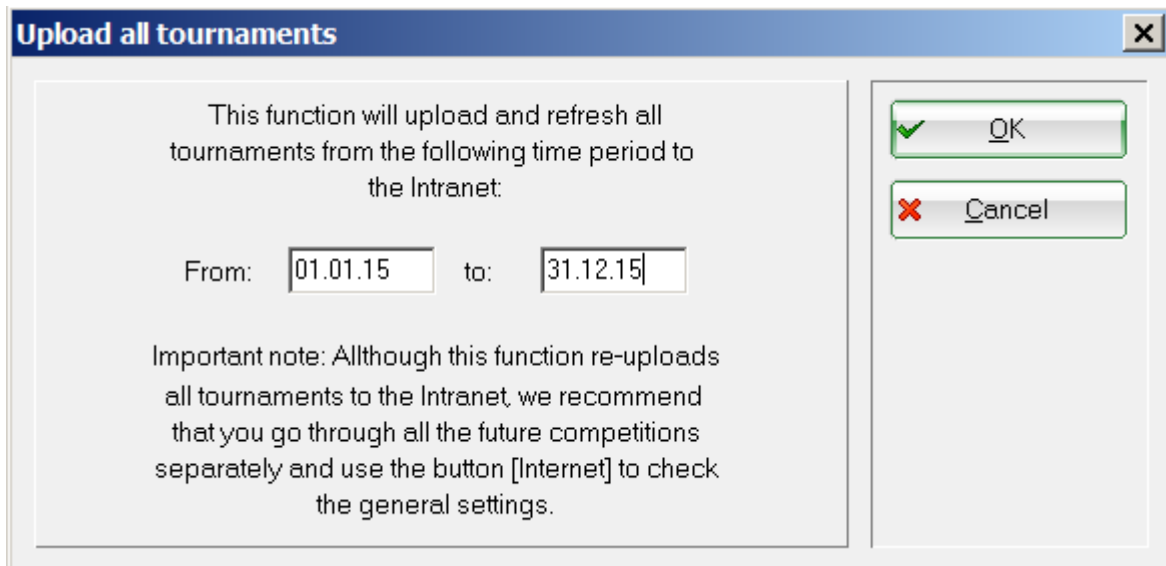 Upload all tournaments
This function will upload and refresh all
tournaments from the following time period to
the Intranet:
From: 01.01.15 to: 31.12.15
Important note: Allthough this function re-uploads
all tournaments to the Intranet, we recommend
that you go through all the future competitions
separately and use the button [Internet] to check
the general settings.
OK
Cancel